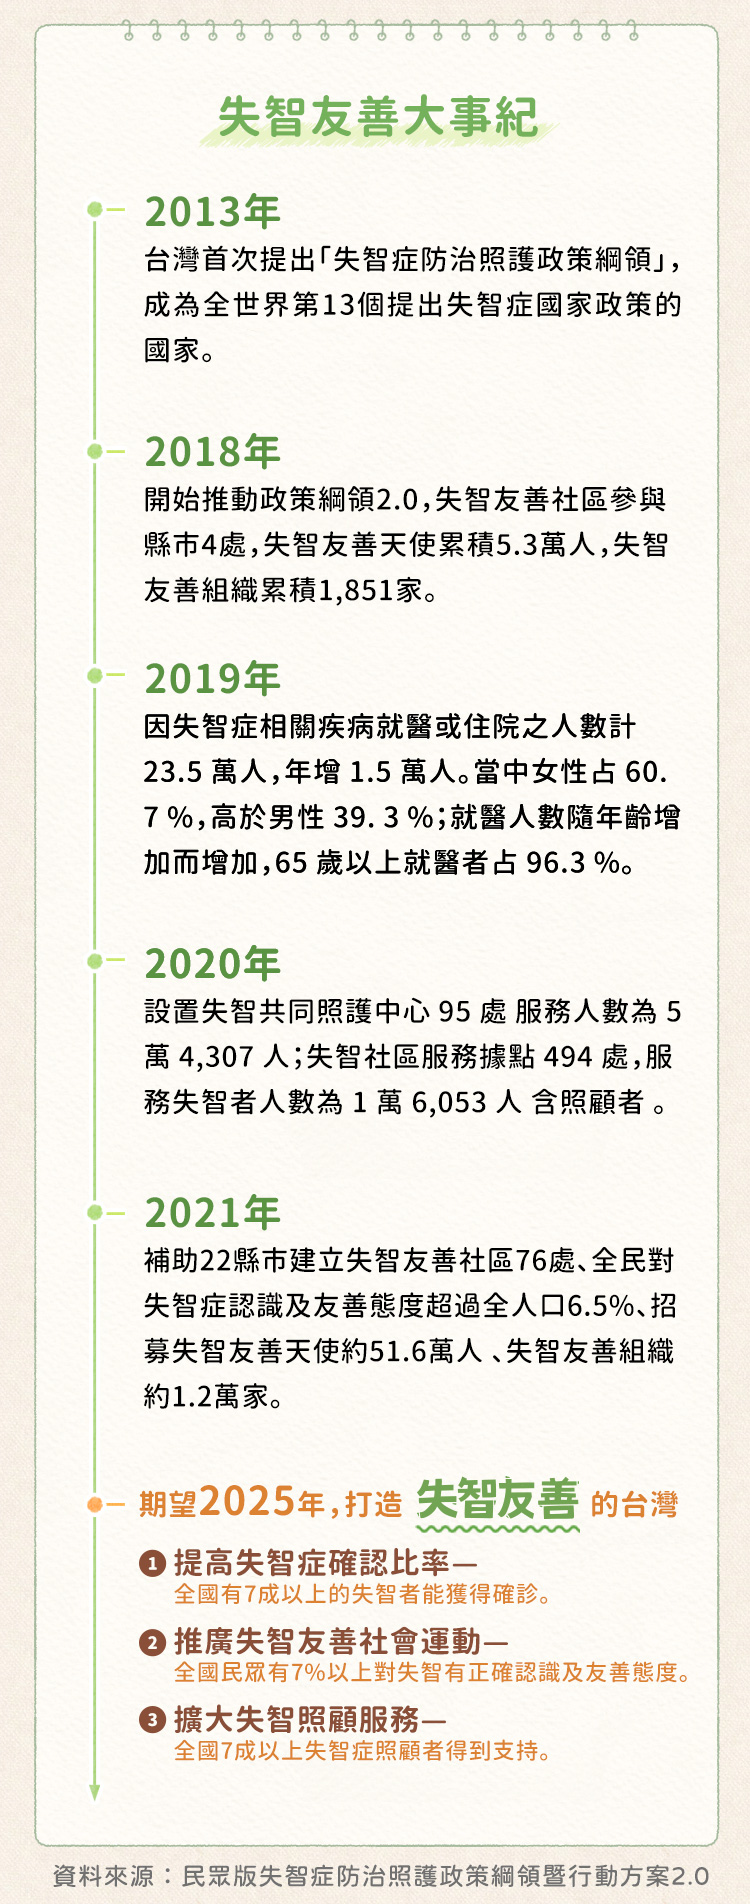 失智友善大事紀
2013年
台灣首次提出「失智症防治照護政策綱領」，
成為全世界第13個提出失智症國家政策的
國家。
2018年
開始推動政策綱領2.0，失智友善社區參與
縣市4處，失智友善天使累積5.3萬人，失智
友善組織累積1,851家。
2019年
因失智症相關疾病就醫或住院之人數計
23.5 萬人，年增 1.5 萬人。當中女性占 60.
7 %，高於男性 39. 3 %；就醫人數隨年齡增
加而增加，65 歲以上就醫者占 96.3 %。
2020年
設置失智共同照護中心 95 處 服務人數為 5
萬 4,307 人；失智社區服務據點 494 處，服
務失智者人數為 1 萬 6,053 人 含照顧者 。
2021年
補助22縣市建立失智友善社區76處、全民對
失智症認識及友善態度超過全人口6.5%、招
募失智友善天使約51.6萬人 、失智友善組織
約1.2萬家。
期望2025年，打造 失智友善 的台灣
1 提高失智症確認比率—
全國有7成以上的失智者能獲得確診。
2 推廣失智友善社會運動—
全國民眾有7%以上對失智有正確認識及友善態度。
3 擴大失智照顧服務—
全國7成以上失智症照顧者得到支持。
資料來源：民眾版失智症防治照護政策綱領暨行動方案2.0